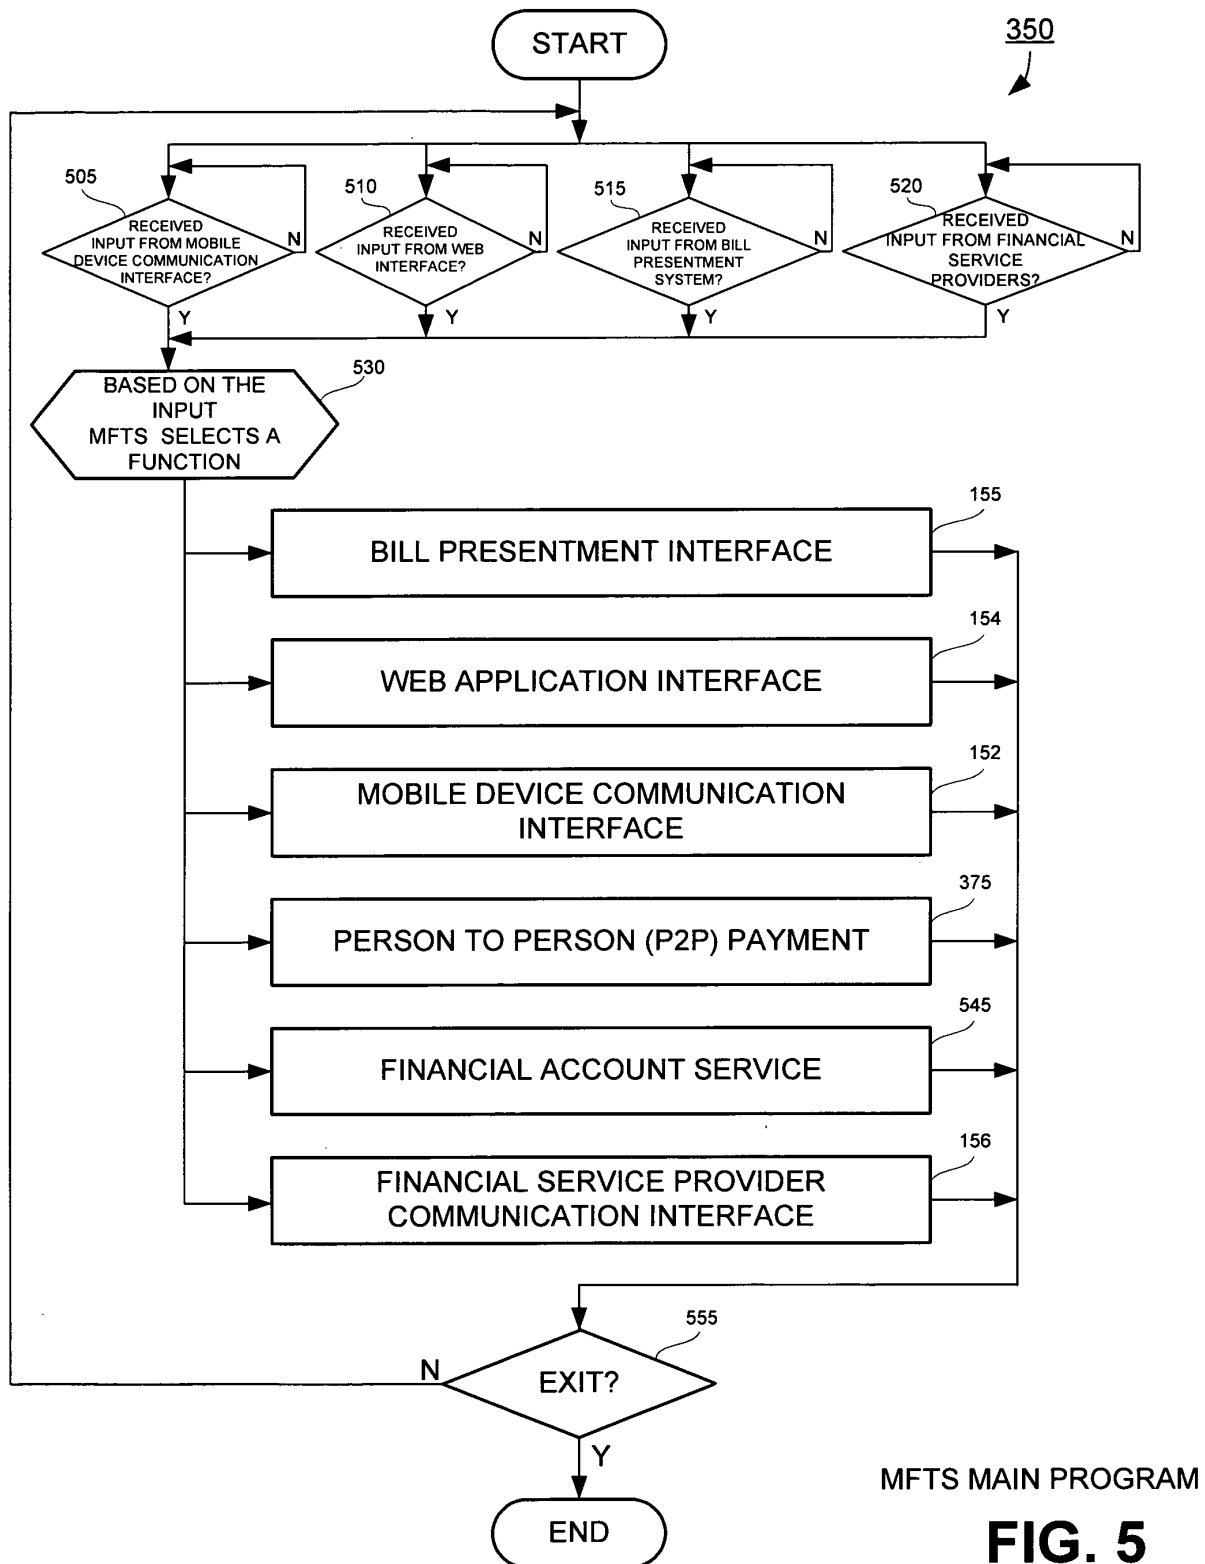 START
350
505
RECEIVED
INPUT FROM MOBILE
DEVICE COMMUNICATION
INTERFACE?
N
Y
510
RECEIVED
INPUT FROM WEB
INTERFACE?
N
Y
515
RECEIVED
INPUT FROM BILL
PRESENTMENT
SYSTEM?
N
Y
520
RECEIVED
INPUT FROM FINANCIAL
SERVICE
PROVIDERS?
N
Y
530
BASED ON THE
INPUT
MFTS SELECTS A
FUNCTION
155
BILL PRESENTMENT INTERFACE
154
WEB APPLICATION INTERFACE
152
MOBILE DEVICE COMMUNICATION
INTERFACE
375
PERSON TO PERSON (P2P) PAYMENT
545
FINANCIAL ACCOUNT SERVICE
156
FINANCIAL SERVICE PROVIDER
COMMUNICATION INTERFACE
555
EXIT?
N
Y
END
MFTS MAIN PROGRAM
FIG. 5